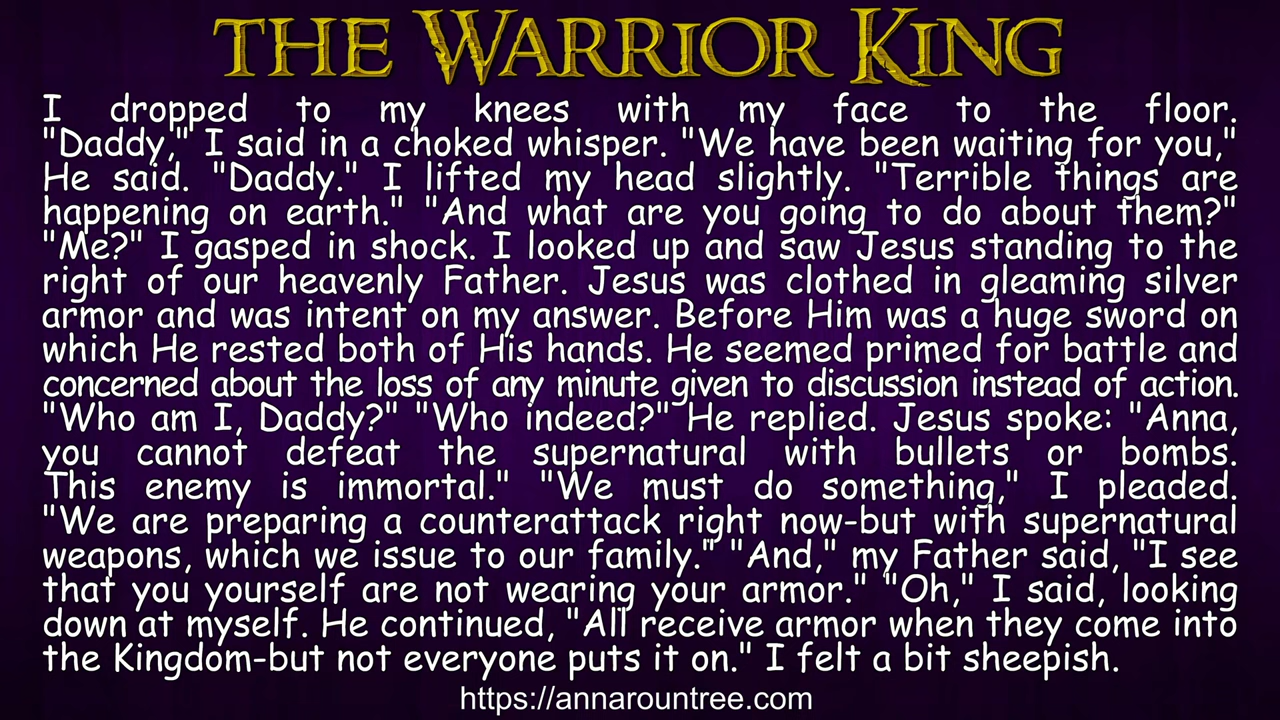 THE WARRIOR KING
I dropped to my knees with my face to the floor.
"Daddy," I said in a choked whisper. "We have been waiting for you,"
He said. "Daddy." I lifted my head slightly. "Terrible things are
happening on earth." "And what are you going to do about them?"
"Me?" I gasped in shock. I looked up and saw Jesus standing to the
right of our heavenly Father. Jesus was clothed in gleaming silver
armor and was intent on my answer. Before Him was a huge sword on
which He rested both of His hands. He seemed primed for battle and
concerned about the loss of any minute given to discussion instead of action.
"Who am I, Daddy?" "Who indeed?" He replied. Jesus spoke: "Anna,
you cannot defeat the supernatural with bullets or bombs.
This enemy is immortal." "We must do something," I pleaded.
"We are preparing a counterattack right now-but with supernatural
weapons, which we issue to our family." "And," my Father said, "I see
that you yourself are not wearing your armor." "Oh," I said, looking
down at myself. He continued, "All receive armor when they come into
the Kingdom-but not everyone puts it on." I felt a bit sheepish.
https://annarountree.com